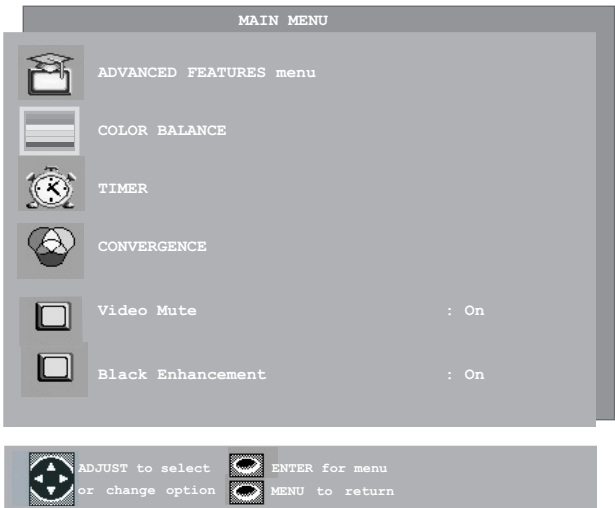 MAIN MENU
ADVANCED FEATURES menu
COLOR BALANCE
TIMER
CONVERGENCE
Video Mute : On
Black Enhancement : On
ADJUST to select ENTER for menu
or change option MENU to return